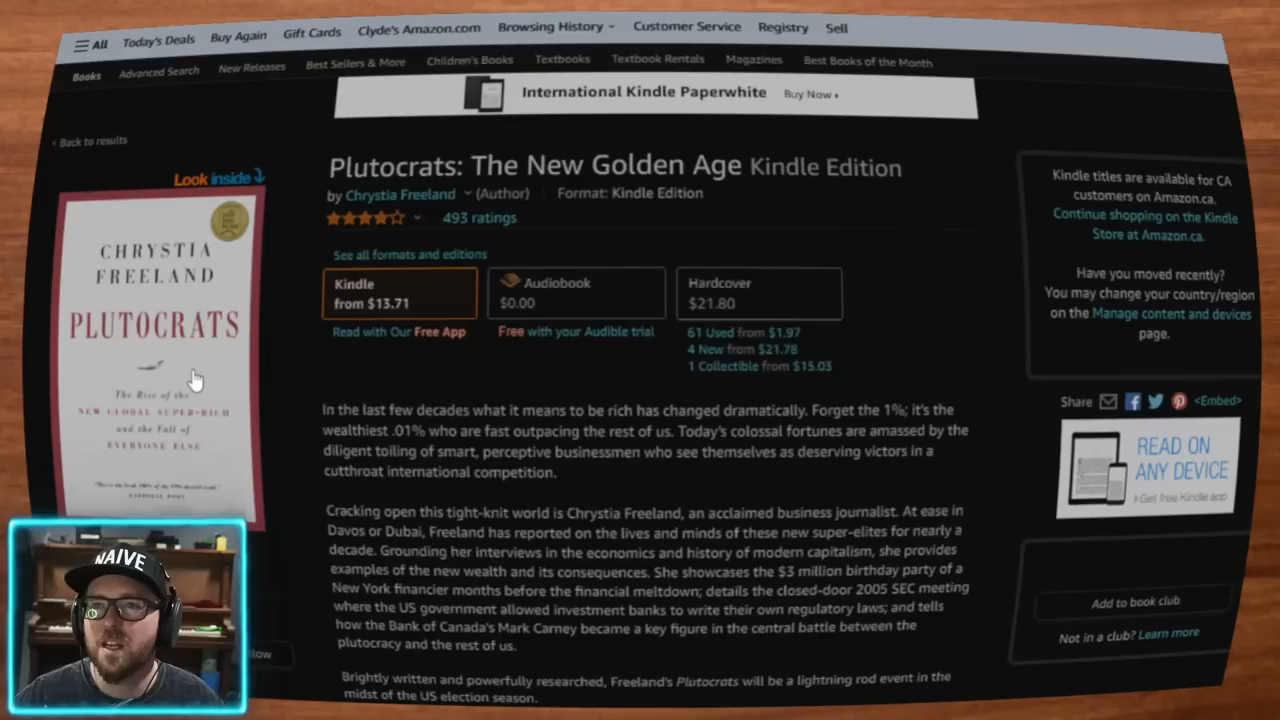 All Today's Deals Buy Again Gift Cards Clyde's Amazon.com Browsing History Customer Service Registry Sell
Books Advanced Search New Releases Best Sellers & More Children's Books Textbooks Textbook Rentals Magazines Best Books of the Month
International Kindle Paperwhite Buy Now
‹ Back to results
Look inside
CHRYSTIA
FREELAND
PLUTOCRATS
The Rise of the
NEW GLOBAL SUPER-RICH
and the Fall of
EVERYONE ELSE
NATIONAL POST
Plutocrats: The New Golden Age Kindle Edition
by Chrystia Freeland (Author) Format: Kindle Edition
493 ratings
See all formats and editions
Kindle
from $13.71
Read with Our Free App
Audiobook
$0.00
Free with your Audible trial
Hardcover
$21.80
61 Used from $1.97
4 New from $21.78
1 Collectible from $15.03
In the last few decades what it means to be rich has changed dramatically. Forget the 1%; it's the
wealthiest .01% who are fast outpacing the rest of us. Today's colossal fortunes are amassed by the
diligent toiling of smart, perceptive businessmen who see themselves as deserving victors in a
cutthroat international competition.
Cracking open this tight-knit world is Chrystia Freeland, an acclaimed business journalist. At ease in
Davos or Dubai, Freeland has reported on the lives and minds of these new super-elites for nearly a
decade. Grounding her interviews in the economics and history of modern capitalism, she provides
examples of the new wealth and its consequences. She showcases the $3 million birthday party of a
New York financier months before the financial meltdown; details the closed-door 2005 SEC meeting
where the US government allowed investment banks to write their own regulatory laws; and tells
how the Bank of Canada's Mark Carney became a key figure in the central battle between the
plutocracy and the rest of us.
Brightly written and powerfully researched, Freeland's Plutocrats will be a lightning rod event in the
midst of the US election season.
Kindle titles are available for CA
customers on Amazon.ca.
Continue shopping on the Kindle
Store at Amazon.ca.
Have you moved recently?
You may change your country/region
on the Manage content and devices
page.
Share <Embed>
READ ON
ANY DEVICE
› Get free Kindle app
Add to book club
Not in a club? Learn more
NAIVE